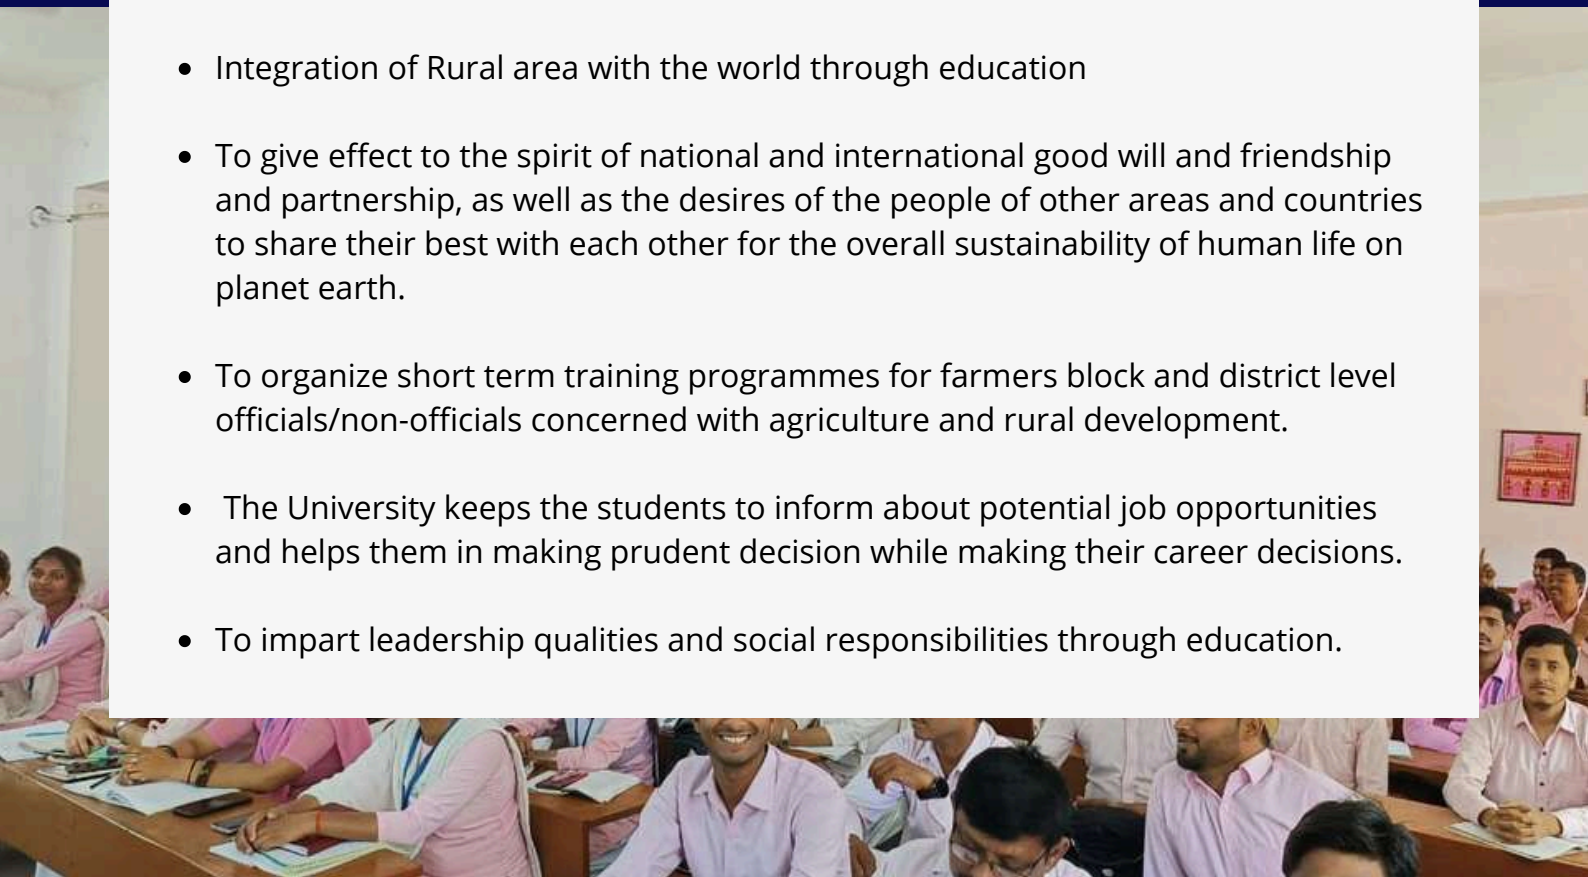 • Integration of Rural area with the world through education
• To give effect to the spirit of national and international good will and friendship
and partnership, as well as the desires of the people of other areas and countries
to share their best with each other for the overall sustainability of human life on
planet earth.
• To organize short term training programmes for farmers block and district level
officials/non-officials concerned with agriculture and rural development.
• The University keeps the students to inform about potential job opportunities
and helps them in making prudent decision while making their career decisions.
• To impart leadership qualities and social responsibilities through education.